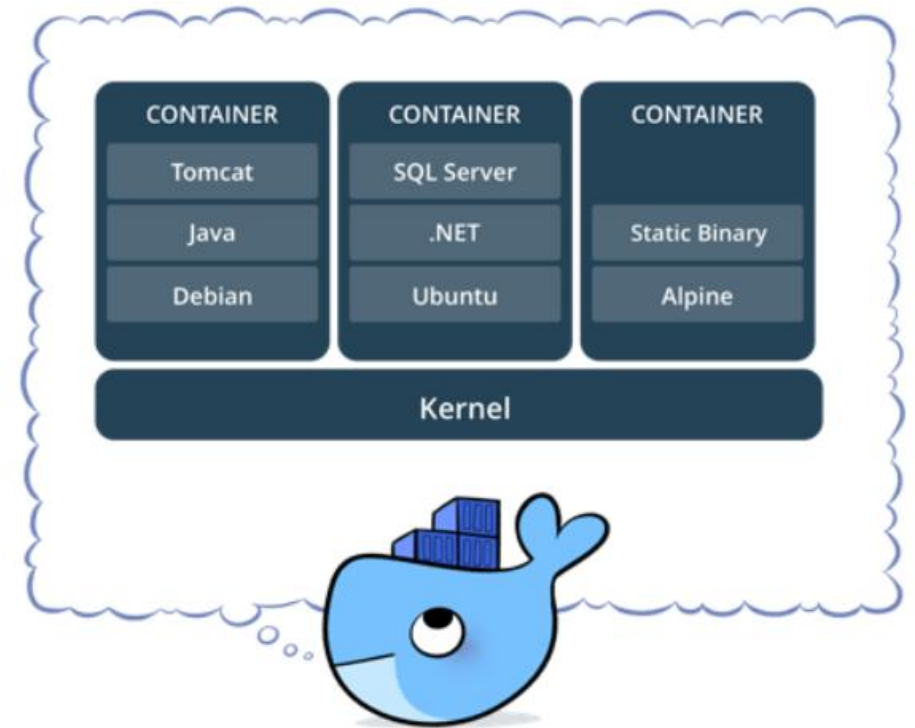 CONTAINER
Tomcat
Java
Debian
CONTAINER
SQL Server
.NET
Ubuntu
CONTAINER
Static Binary
Alpine
Kernel